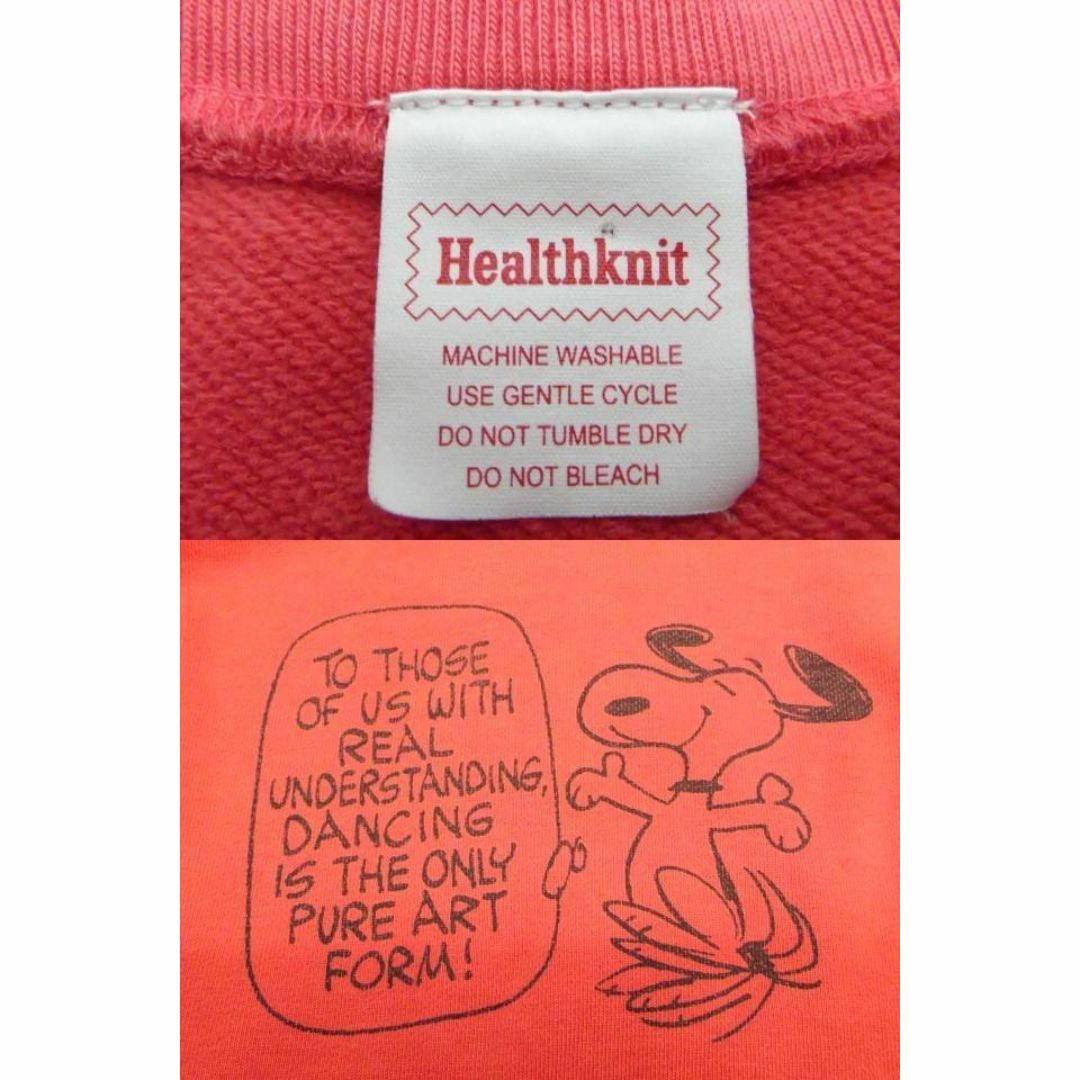 Healthknit
MACHINE WASHABLE
USE GENTLE CYCLE
DO NOT TUMBLE DRY
DO NOT BLEACH
TO THOSE
OF US WITH
REAL
UNDERSTANDING,
DANCING
IS THE ONLY
PURE ART
FORM!